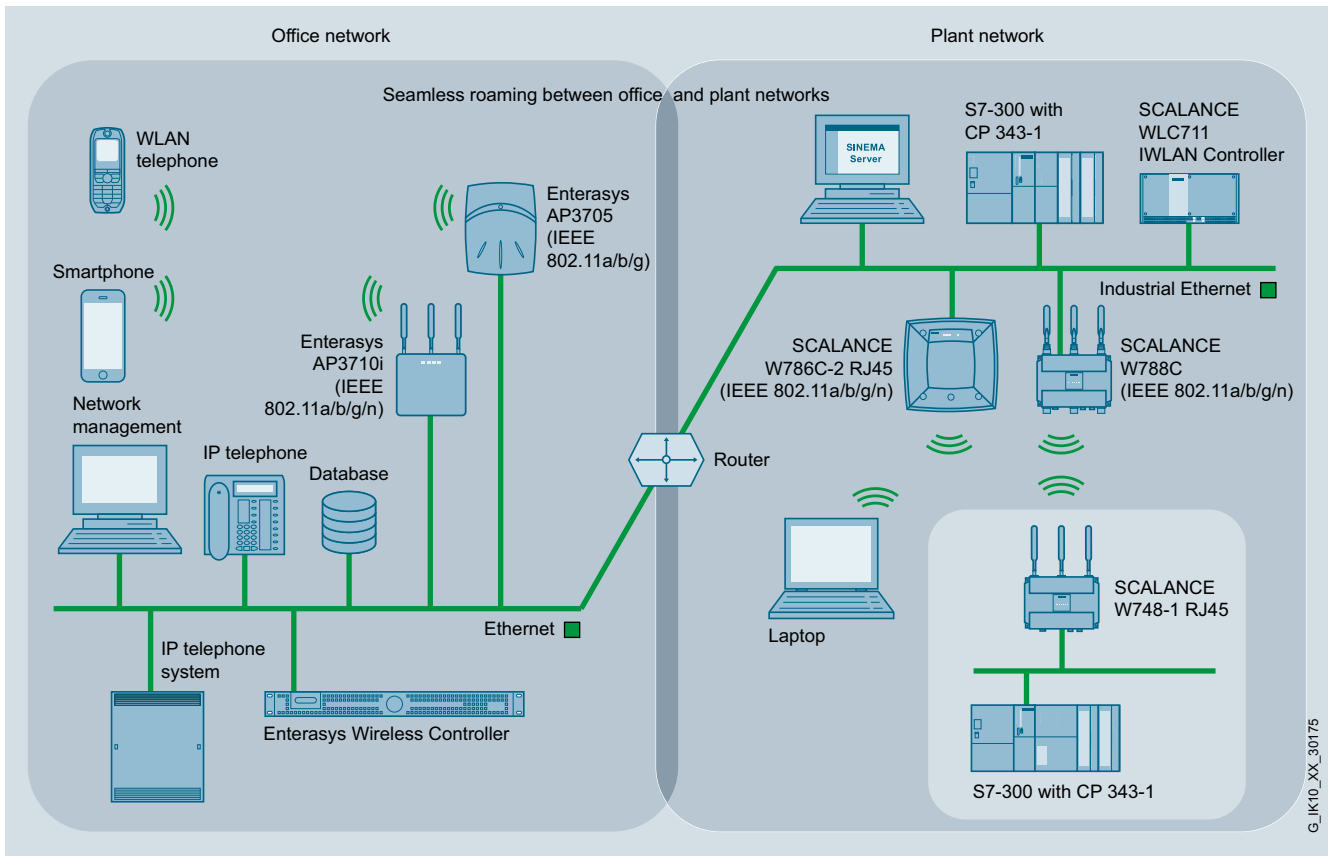 Office network
Plant network
Seamless roaming between office and plant networks
WLAN
telephone
Enterasys
AP3705
(IEEE
802.11a/b/g)
Smartphone
Enterasys
AP3710i
(IEEE
802.11a/b/g/n)
Network
management
IP telephone
Database
Ethernet
IP telephone
system
Enterasys Wireless Controller
Router
SINEMA
Server
S7-300 with
CP 343-1
SCALANCE
WLC711
IWLAN Controller
Industrial Ethernet
SCALANCE
W786C-2 RJ45
(IEEE 802.11a/b/g/n)
SCALANCE
W788C
(IEEE 802.11a/b/g/n)
Laptop
SCALANCE
W748-1 RJ45
S7-300 with CP 343-1
G_IK10_XX_30175